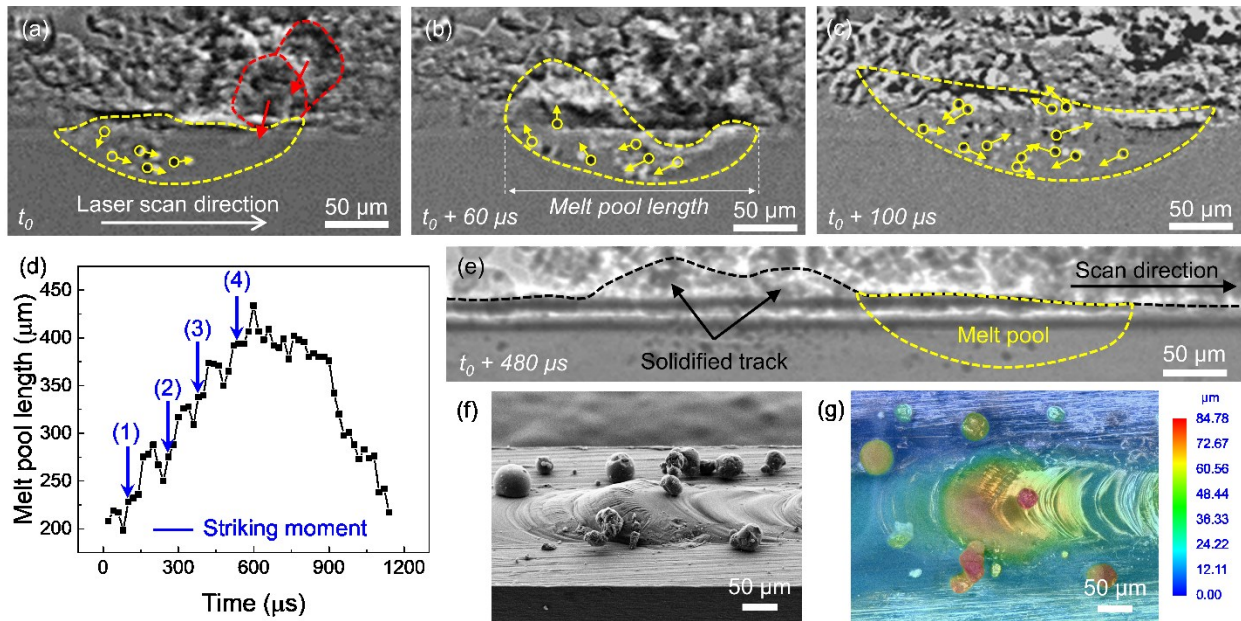 (a)
t0
Laser scan direction
50 μm
(b)
t0 + 60 μs
Melt pool length
50 μm
(c)
t0 + 100 μs
50 μm
(d)
Melt pool length (μm)
450
400
350
300
250
200
(1)
(2)
(3)
(4)
Striking moment
0
300
600
900
1200
Time (μs)
(e)
Scan direction
Melt pool
Solidified track
t0 + 480 μs
50 μm
(f)
50 μm
(g)
50 μm
μm
84.78
72.67
60.56
48.44
36.33
24.22
12.11
0.00